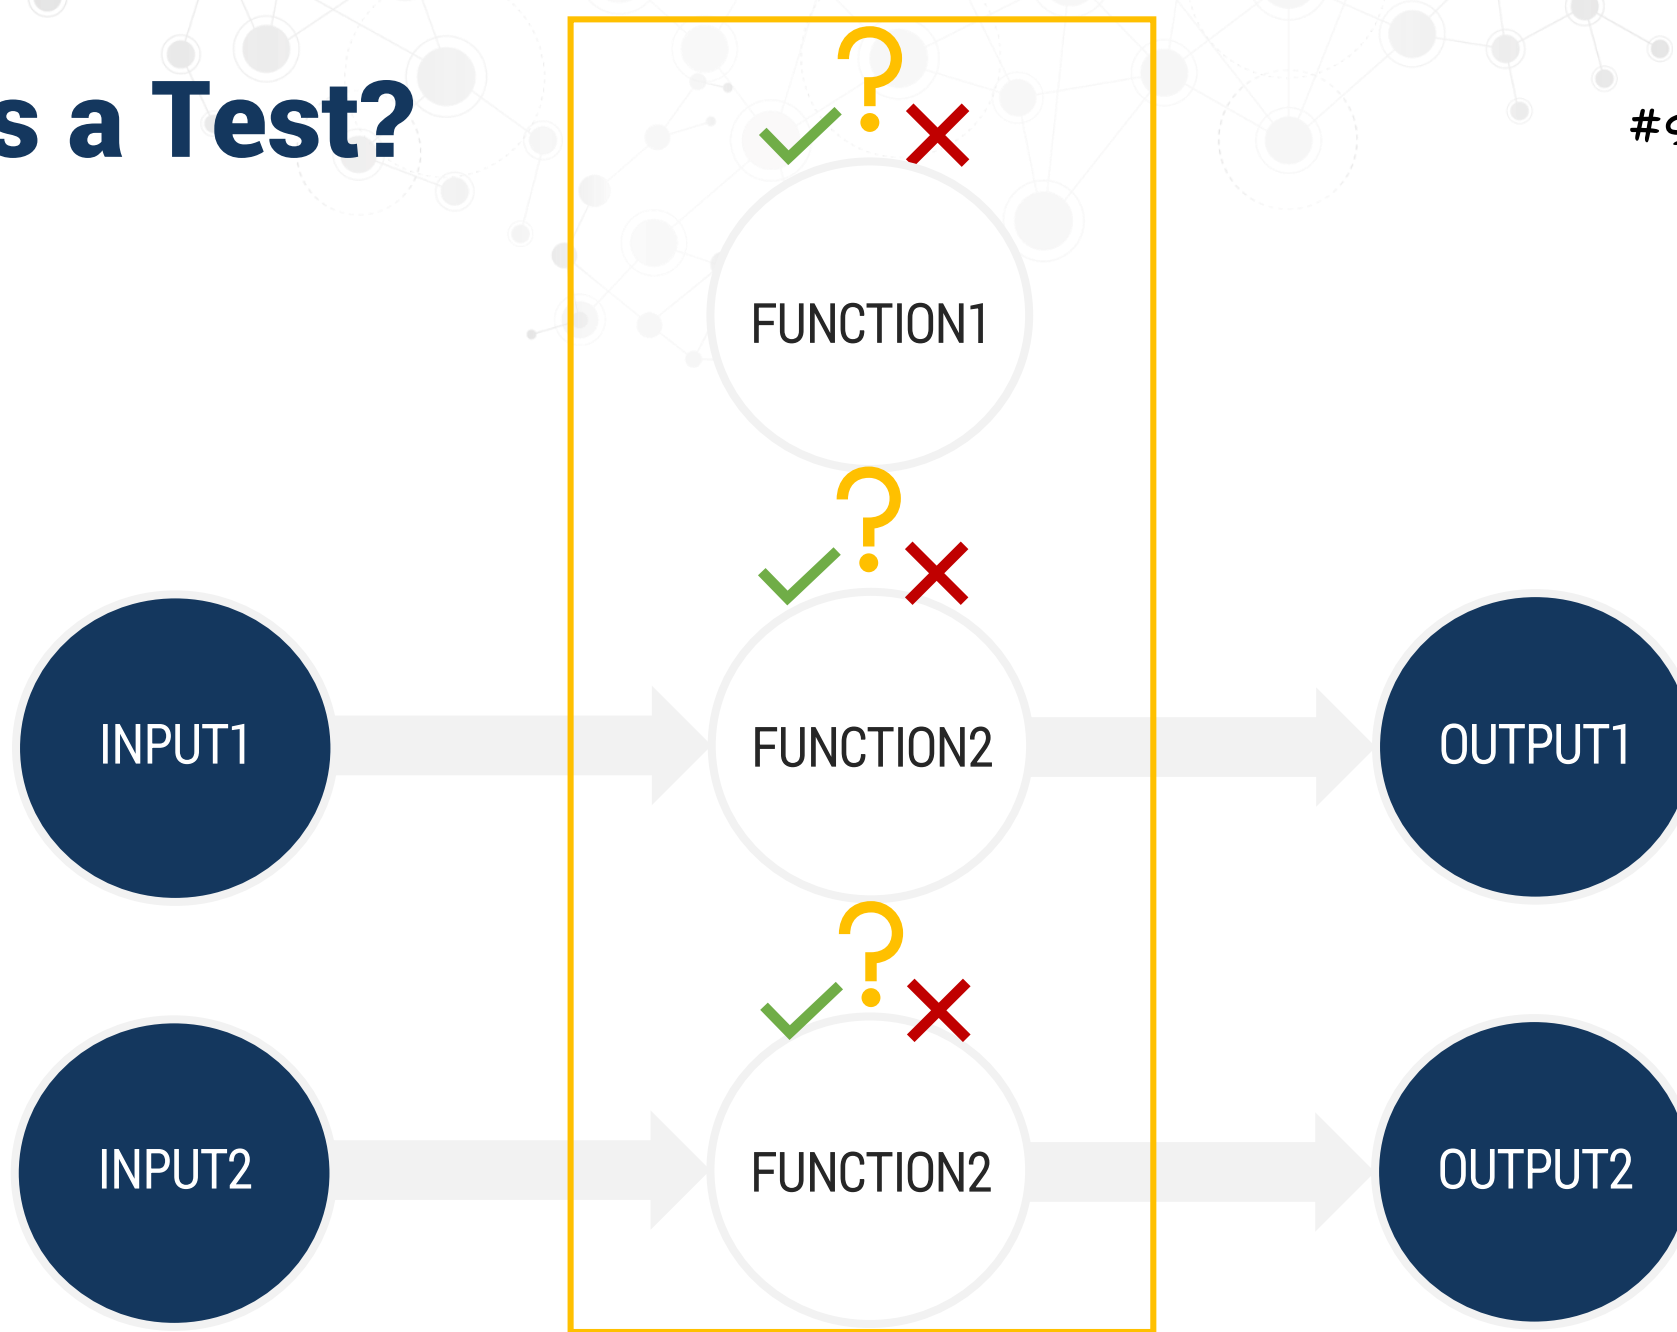 s a Test?
FUNCTION1
INPUT1
FUNCTION2
OUTPUT1
INPUT2
FUNCTION2
OUTPUT2